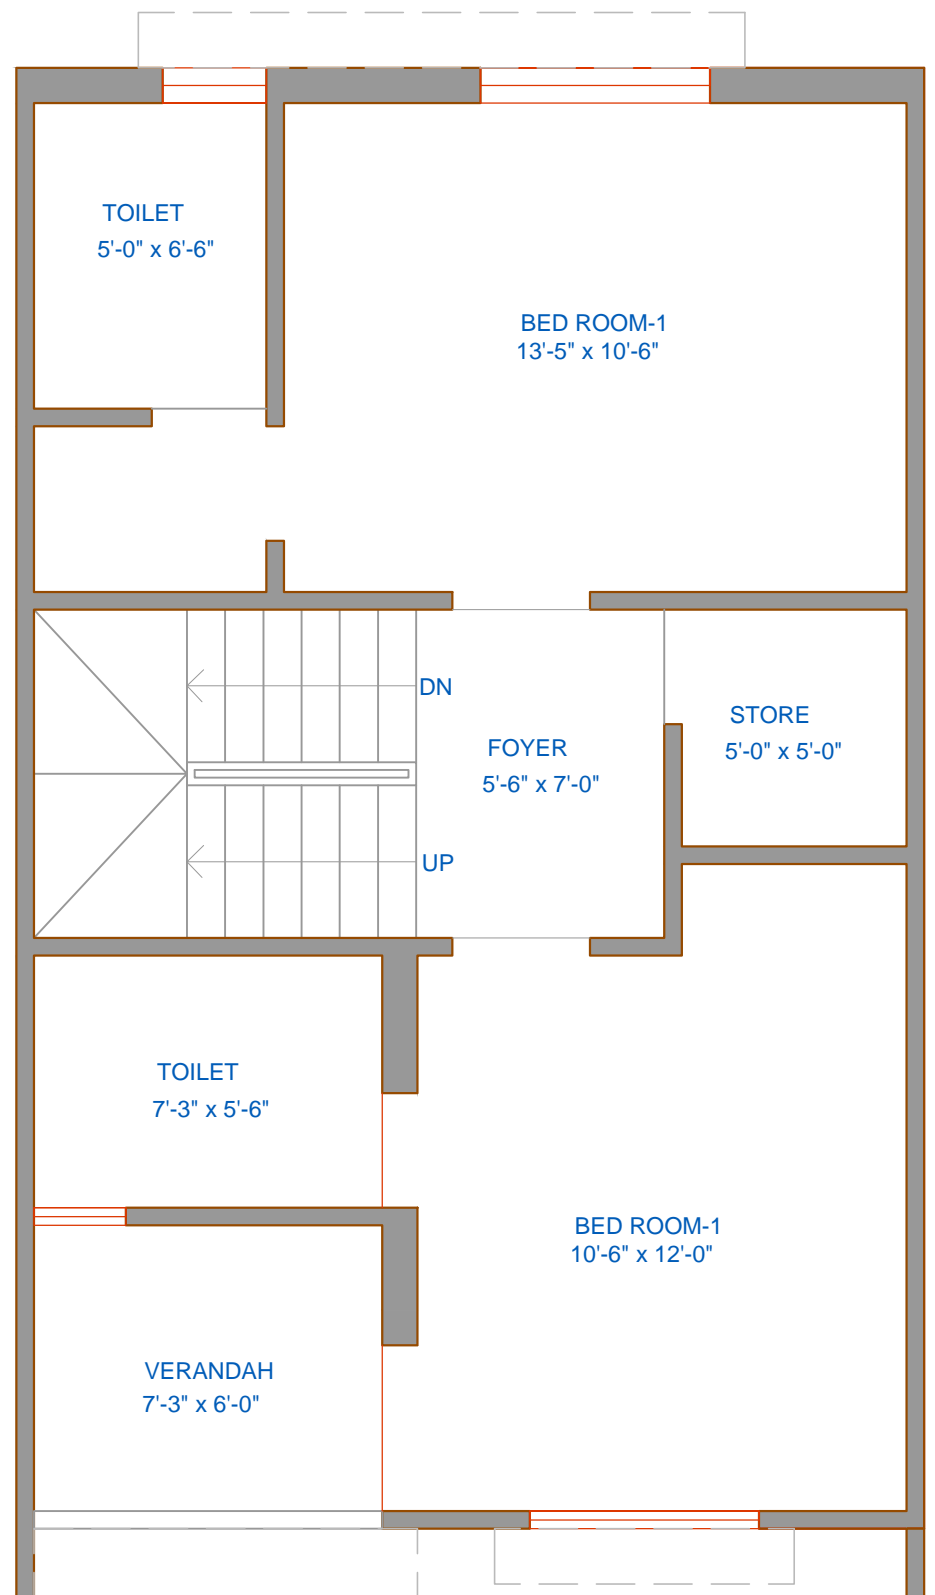 TOILET
5'-0" x 6'-6"
BED ROOM-1
13'-5" x 10'-6"
DN
STORE
5'-0" x 5'-0"
FOYER
5'-6" x 7'-0"
UP
TOILET
7'-3" x 5'-6"
BED ROOM-1
10'-6" x 12'-0"
VERANDAH
7'-3" x 6'-0"